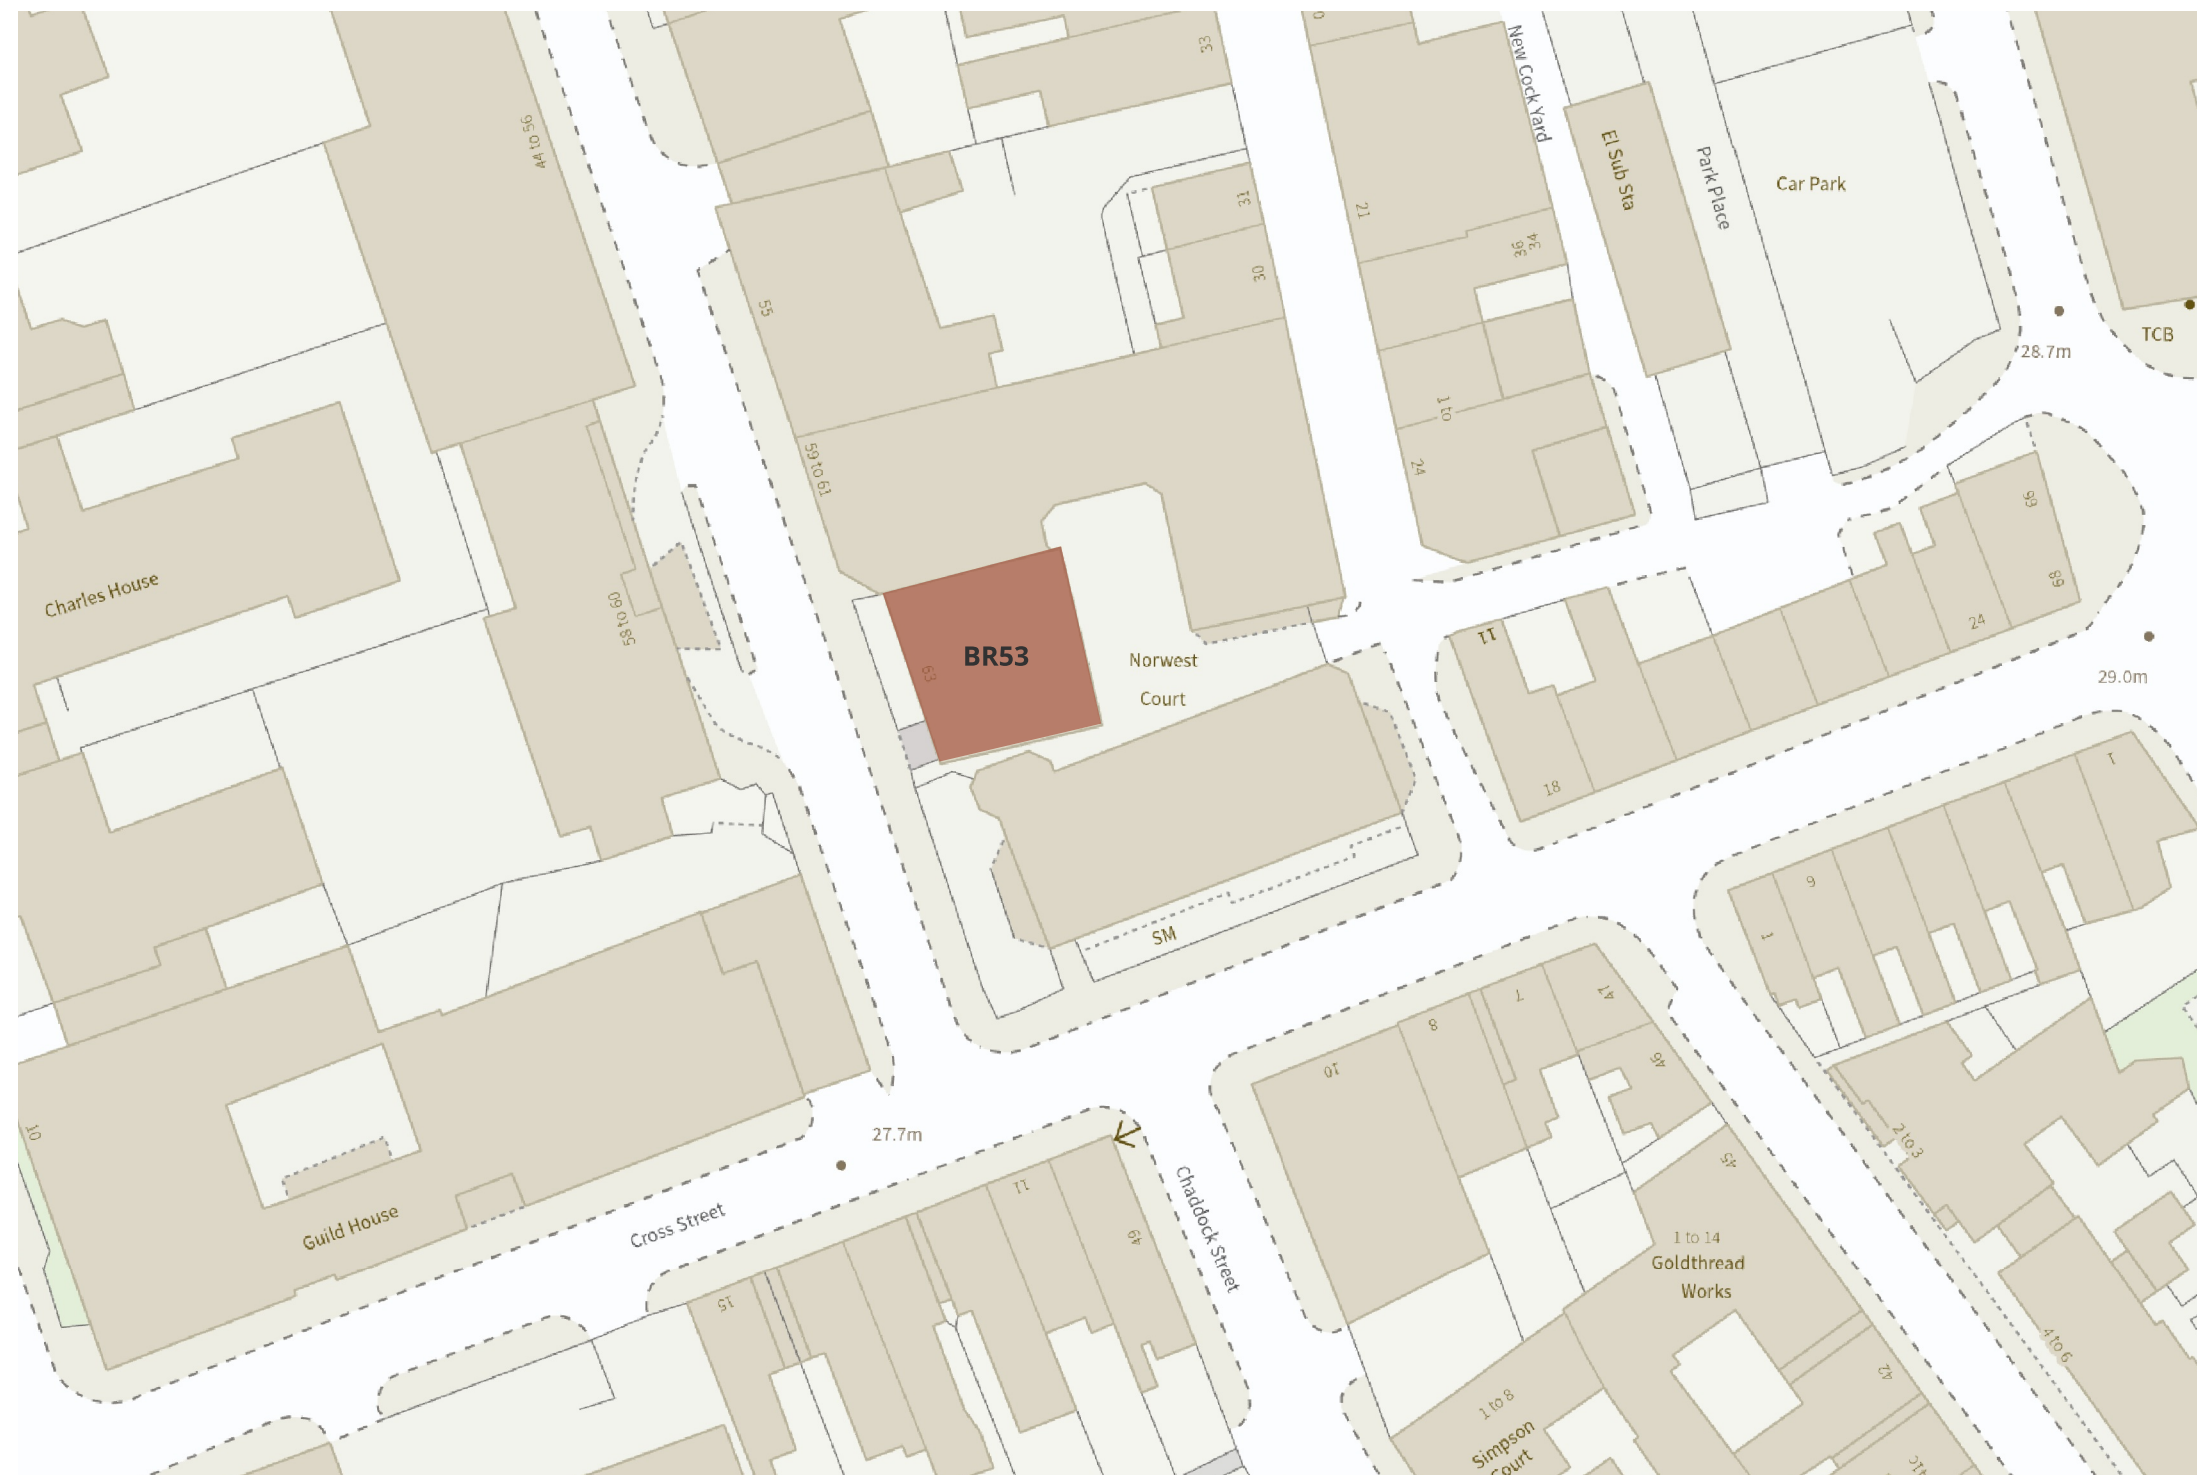 33
New Cock Yard
44 to 56
El Sub Sta
Park Place
Car Park
31
21
34
36
30
55
TCB
28.7m
1 to
24
59 to 61
99
Charles House
58 to 60
68
11
24
BR53
63
Norwest
Court
29.0m
18
1
6
1
SM
47
7
8
46
10
10
27.7m
2 to 3
45
Chaddock Street
11
Guild House
Cross Street
49
1 to 14
Goldthread
Works
15
4 to 6
42
1 to 8
Simpson
Court
41c